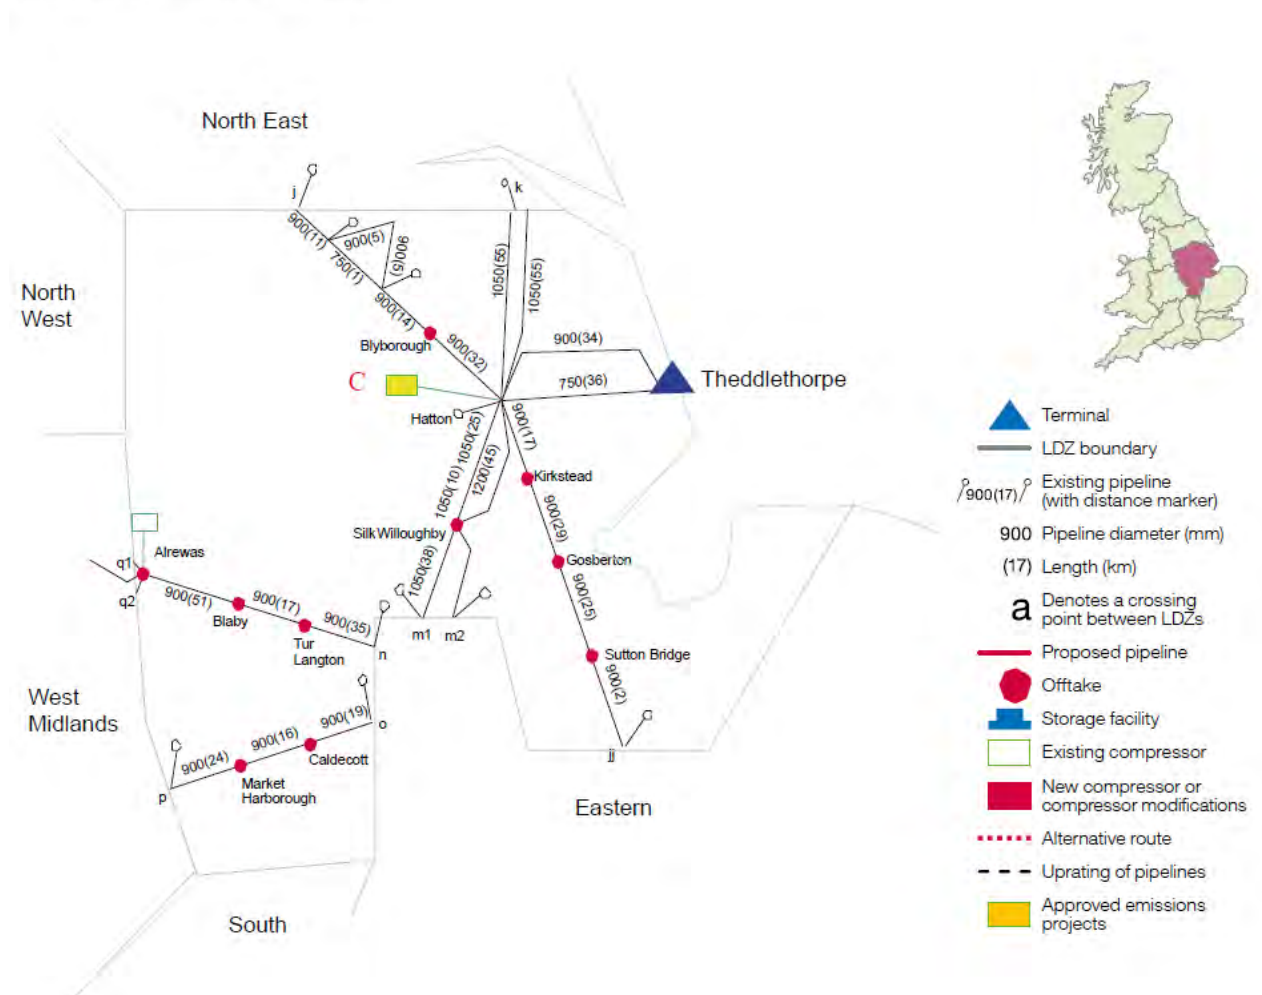 North East
j
k
900(11)
900(5)
900(5)
750(1)
900(14)
1050(55)
1050(55)
North
West
Blyborough
900(32)
900(34)
C
750(36)
Theddlethorpe
Hatton
1050(25)
900(17)
1050(10)
1200(45)
Kirkstead
SilkWilloughby
900(29)
q1
Alrewas
1050(38)
Gosberton
q2
900(51)
Blaby
900(17)
900(35)
900(25)
Tur
Langton
n
m1
m2
Sutton Bridge
900(2)
West
Midlands
900(19)
o
900(16)
Caldecott
900(24)
Market
Harborough
p
jj
Eastern
South
Terminal
LDZ boundary
900(17)
Existing pipeline
(with distance marker)
900
Pipeline diameter (mm)
(17)
Length (km)
a
Denotes a crossing
point between LDZs
Proposed pipeline
Offtake
Storage facility
Existing compressor
New compressor or
compressor modifications
Alternative route
Uprating of pipelines
Approved emissions
projects